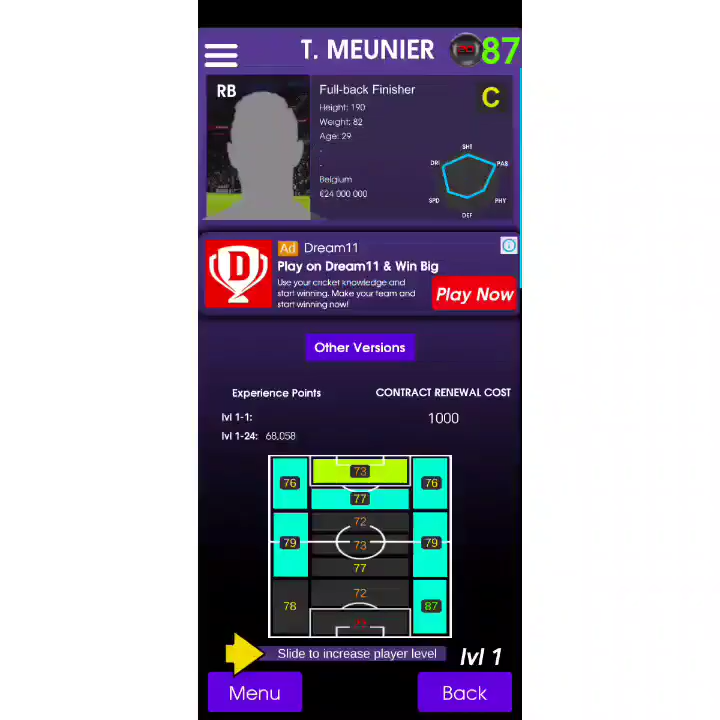 T. MEUNIER
20
87
RB
Full-back Finisher
C
Height: 190
Weight: 82
Age: 29
-
-
Belgium
€24 000 000
SHT
DRI
PAS
SPD
PHY
DEF
Ad Dream11
Play on Dream11 & Win Big
Use your cricket knowledge and
start winning. Make your team and
start winning now!
Play Now
Other Versions
Experience Points
CONTRACT RENEWAL COST
lvl 1-1:
1000
lvl 1-24: 68,058
73
76
76
77
72
79
73
79
77
72
78
87
Slide to increase player level
lvl 1
Menu
Back